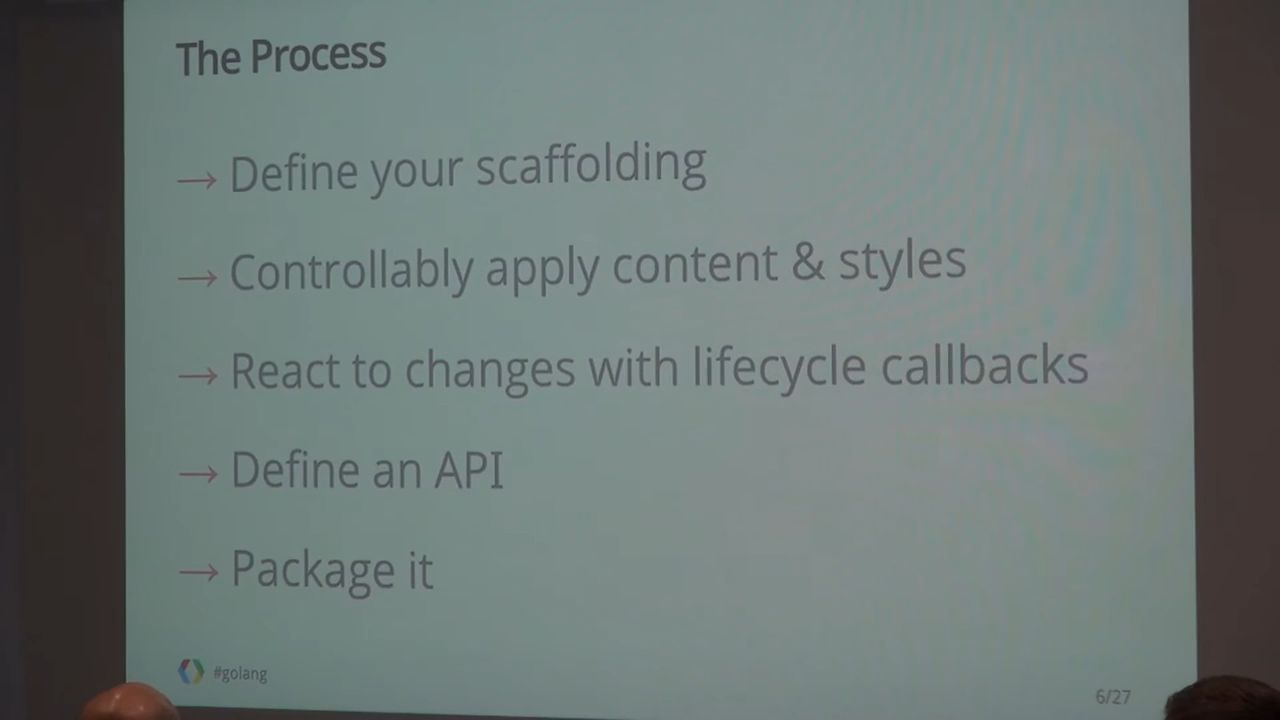 The Process
→ Define your scaffolding
→ Controllably apply content & styles
→ React to changes with lifecycle callbacks
→ Define an API
→ Package it
#golang
6/27